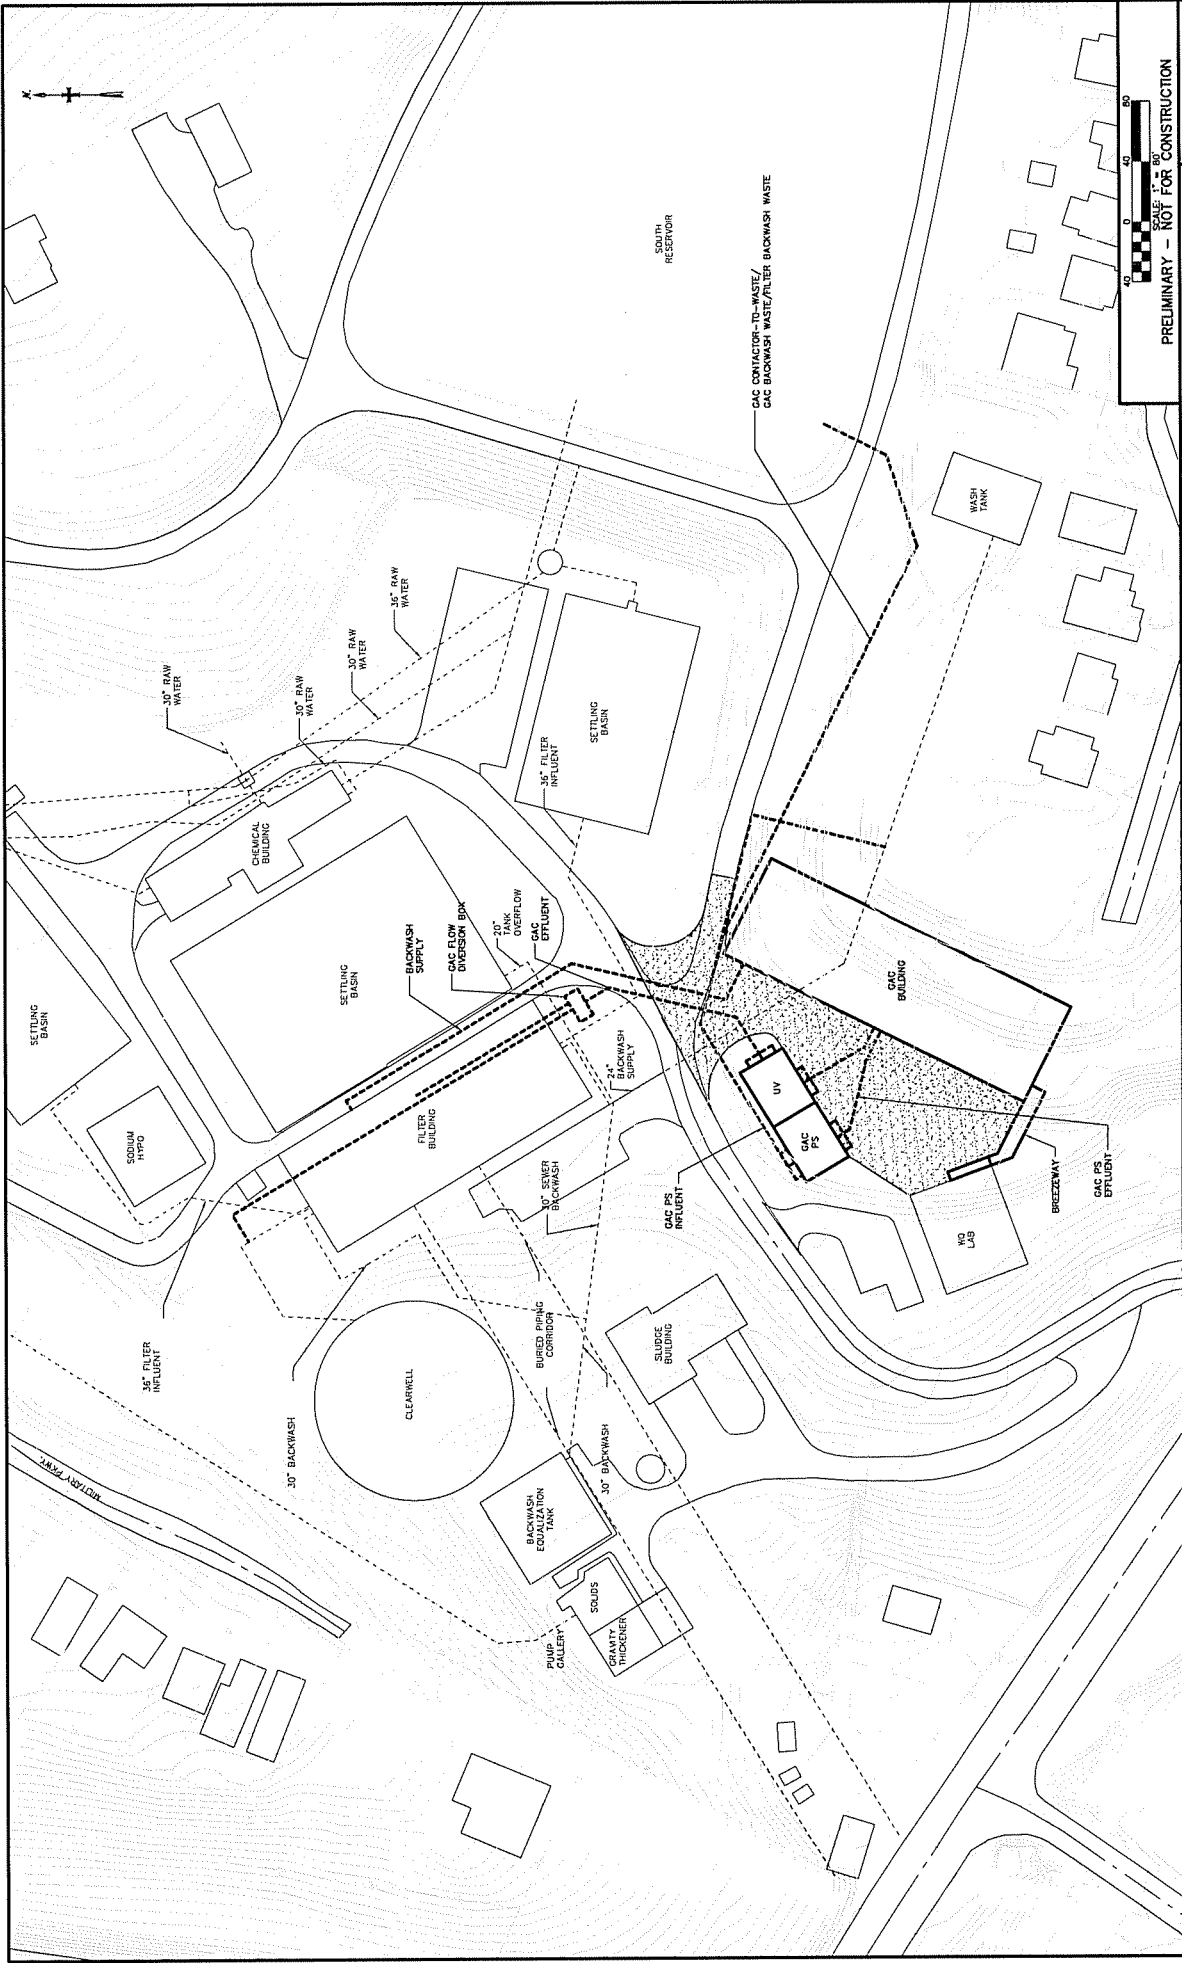 N.
MILITARY PKWY.
36" FILTER
INFLUENT
30" BACKWASH
CLEARWELL
BACKWASH
EQUALIZATION
TANK
SOLIDS
GRAVITY
THICKENER
PUMP
GALLERY
30" BACKWASH
BURIED PIPING
CORRIDOR
SLUDGE
BUILDING
30" SEWER
BACKWASH
SODIUM
HYPO
SETTLING
BASIN
FILTER
BUILDING
24"
BACKWASH
SUPPLY
SETTLING
BASIN
BACKWASH
SUPPLY
GAC FLOW
DIVERSION BOX
20"
TANK
OVERFLOW
GAC
EFFLUENT
CHEMICAL
BUILDING
30" RAW
WATER
30" RAW
WATER
30" RAW
WATER
36" RAW
WATER
36" FILTER
INFLUENT
SETTLING
BASIN
SOUTH
RESERVOIR
GAC CONTACTOR-TO-WASTE/
GAC BACKWASH WASTE/FILTER BACKWASH WASTE
WASH
TANK
GAC
BUILDING
UV
GAC
PS
GAC PS
INFLUENT
WQ
LAB
BREEZEWAY
GAC PS
EFFLUENT
40 0 40 80
SCALE: 1" = 80'
PRELIMINARY - NOT FOR CONSTRUCTION